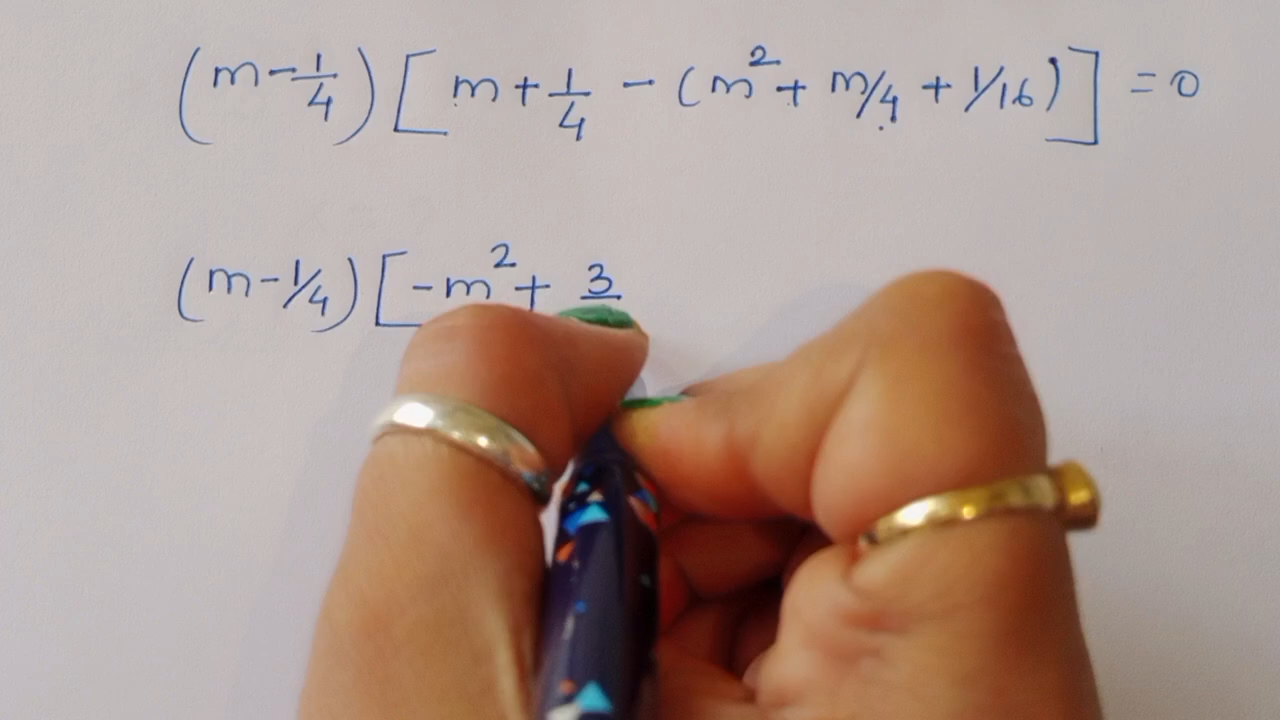 (m - 1/4) [m + 1/4 - (m² + m/4 + 1/16)] = 0
(m - 1/4) [-m² + 3